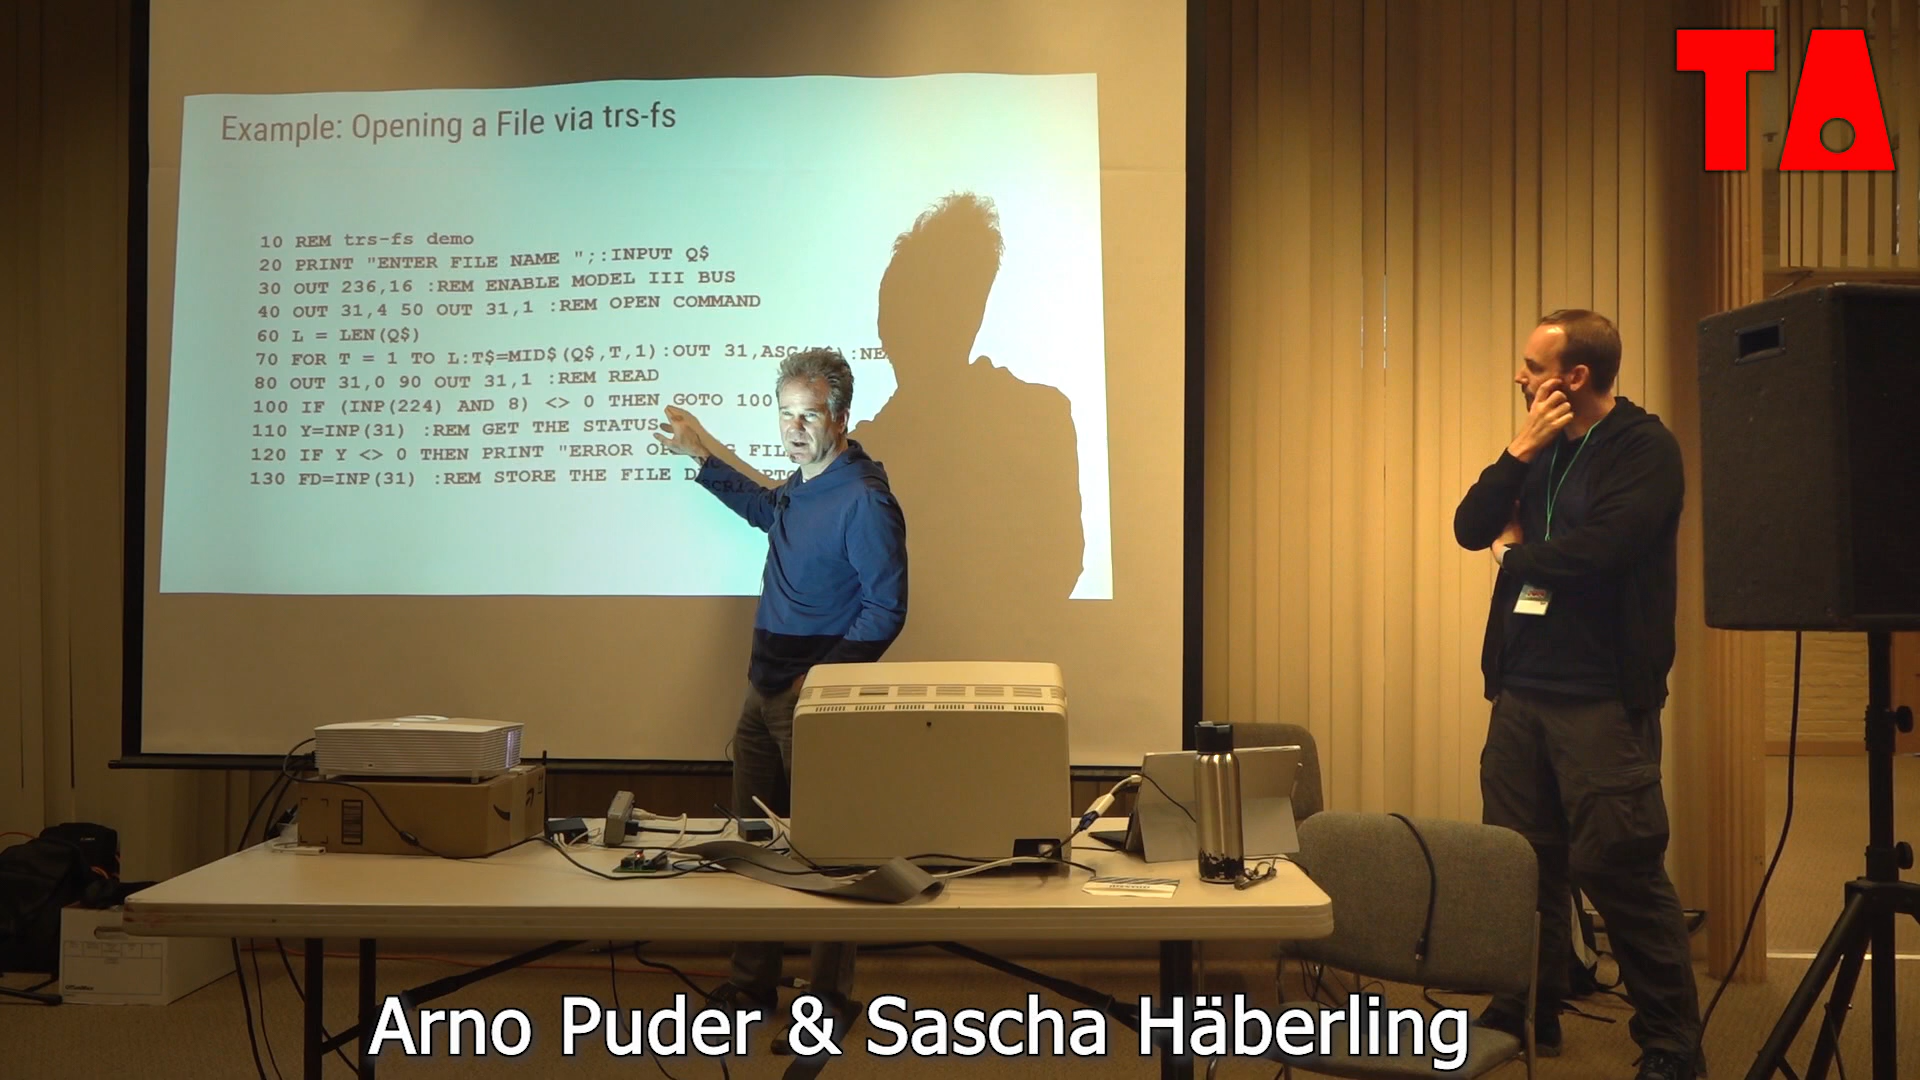 TA
Example: Opening a File via trs-fs
10 REM trs-fs demo
20 PRINT "ENTER FILE NAME ";:INPUT Q$
30 OUT 236,16 :REM ENABLE MODEL III BUS
40 OUT 31,4 50 OUT 31,1 :REM OPEN COMMAND
60 L = LEN(Q$)
70 FOR T = 1 TO L:T$=MID$(Q$,T,1):OUT 31,ASC(T$):NE
80 OUT 31,0 90 OUT 31,1 :REM READ
100 IF (INP(224) AND 8) <> 0 THEN GOTO 100
110 Y=INP(31) :REM GET THE STATUS
120 IF Y <> 0 THEN PRINT "ERROR
130 FD=INP(31) :REM STORE THE FILE
Arno Puder & Sascha Häberling